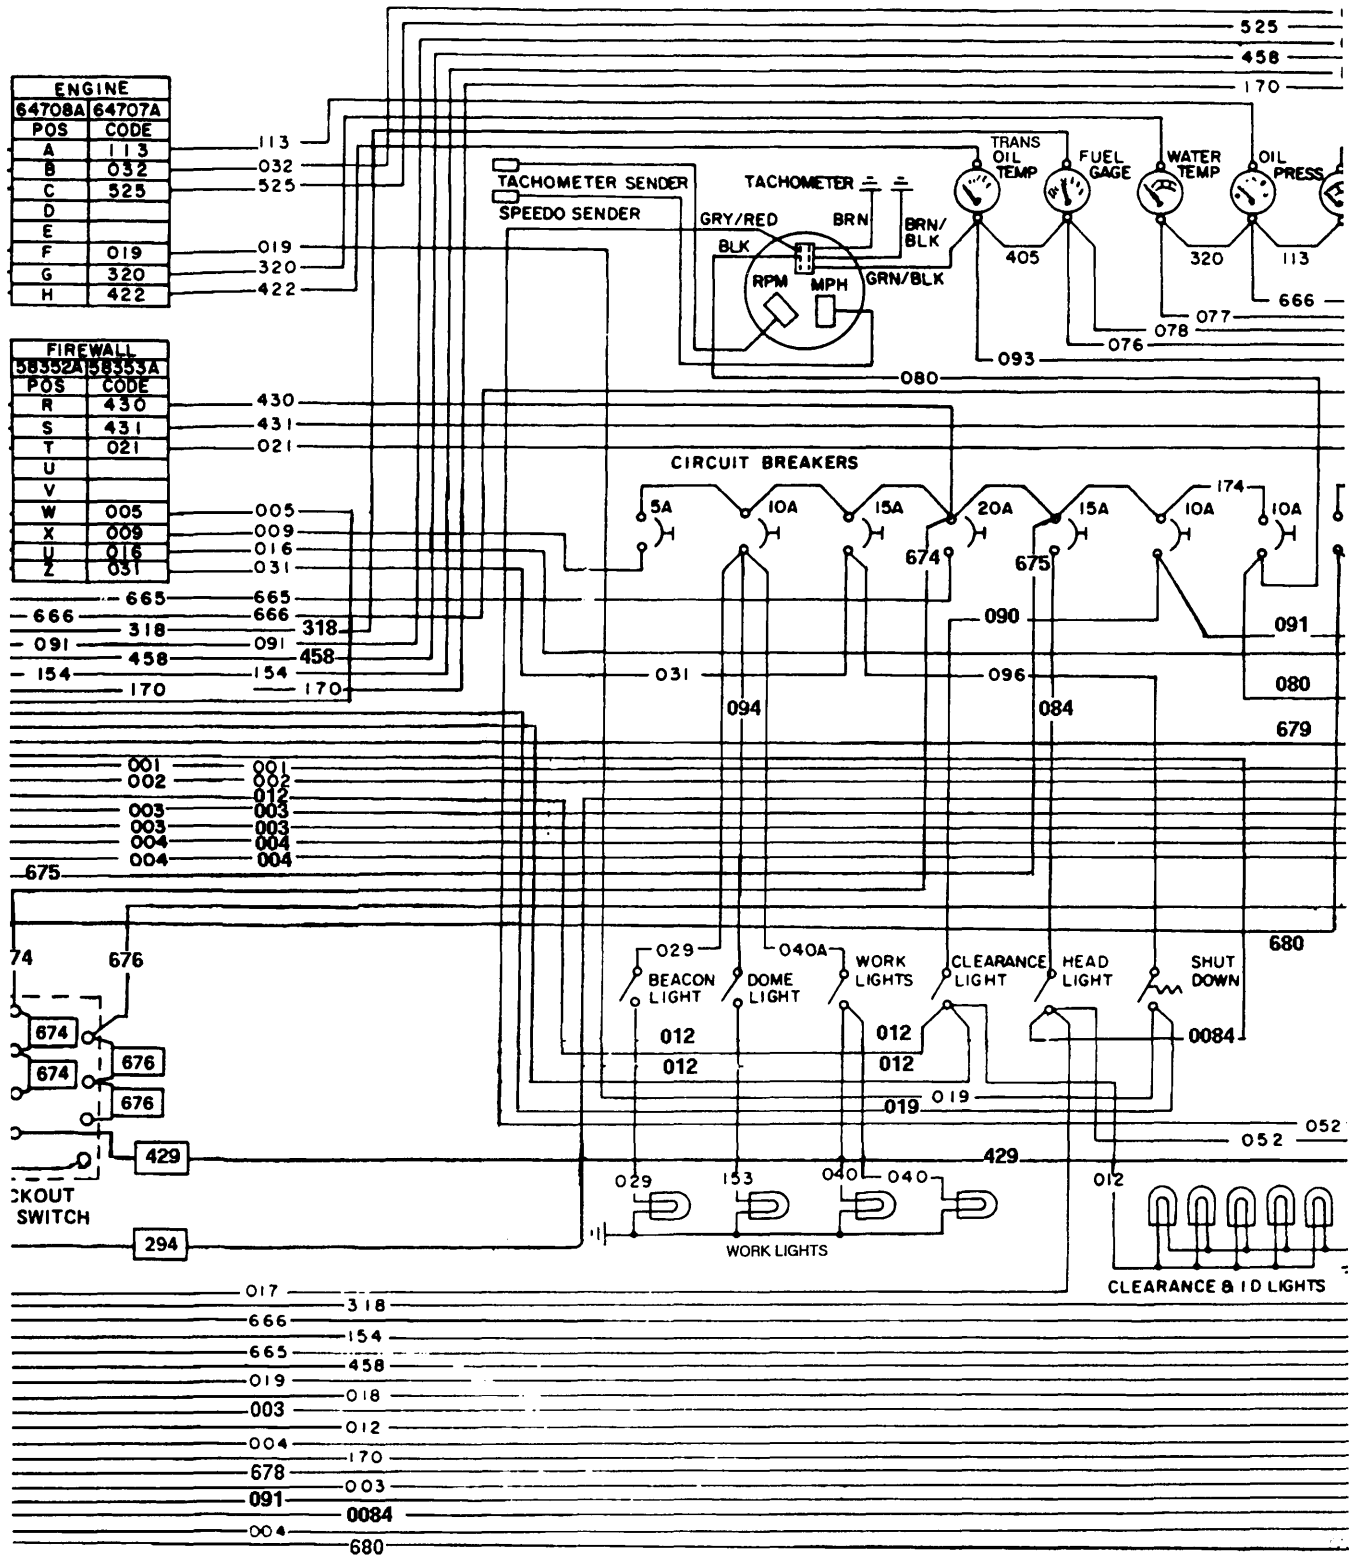 525
458
170
ENGINE
64708A 64707A
POS CODE
A 113
B 032
C 525
D
E
F 019
G 320
H 422
113
032
525
019
320
422
TACHOMETER SENDER
SPEEDO SENDER
TACHOMETER
GRY/RED
BRN
BRN/
BLK
BLK
GRN/BLK
RPM
MPH
TRANS
OIL
TEMP
FUEL
GAGE
WATER
TEMP
OIL
PRESS
405
320
113
666
077
078
076
093
080
FIREWALL
58352A 58353A
POS CODE
R 430
S 431
T 021
U
V
W 005
X 009
U 016
Z 031
430
431
021
005
009
016
031
CIRCUIT BREAKERS
5A
10A
15A
20A
15A
10A
174
10A
674
675
665 665
666 666
318 318
091 091
458 458
154 154
170 170
090
091
031
096
080
094
084
679
001 001
002 002
012
003 003
003 003
004 004
004 004
675
74
676
680
029
040A
BEACON
LIGHT
DOME
LIGHT
WORK
LIGHTS
CLEARANCE
LIGHT
HEAD
LIGHT
SHUT
DOWN
674
676
674
676
012
012
0084
012
012
019
019
052
052
429
429
CKOUT
SWITCH
294
029
153
040
040
012
WORK LIGHTS
CLEARANCE & ID LIGHTS
017
318
666
154
665
458
019
018
003
012
004
170
678
003
091
0084
004
680